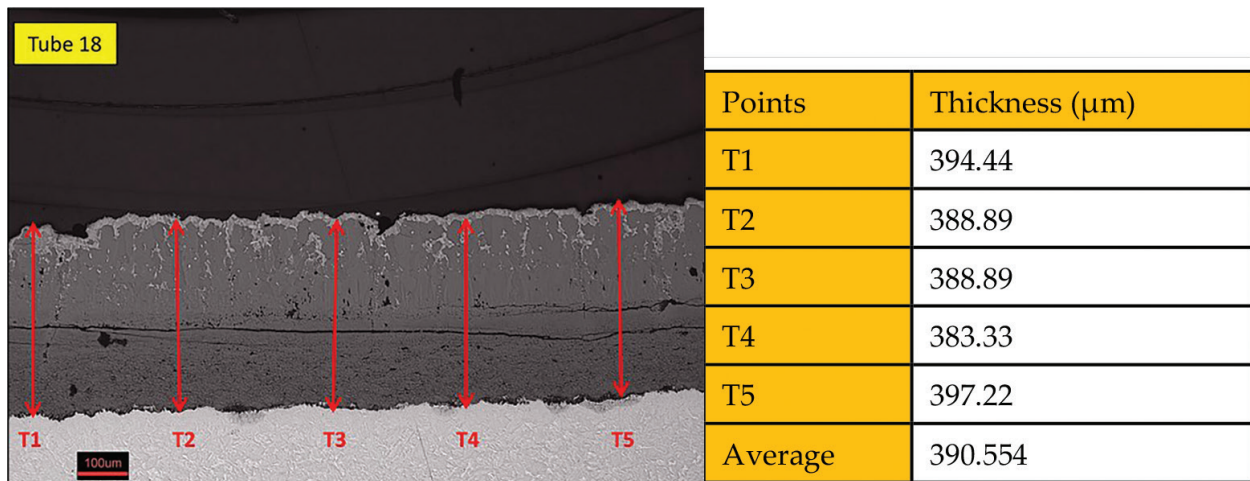 Tube 18
T1 T2 T3 T4 T5
100um
Points Thickness (µm)
T1 394.44
T2 388.89
T3 388.89
T4 383.33
T5 397.22
Average 390.554